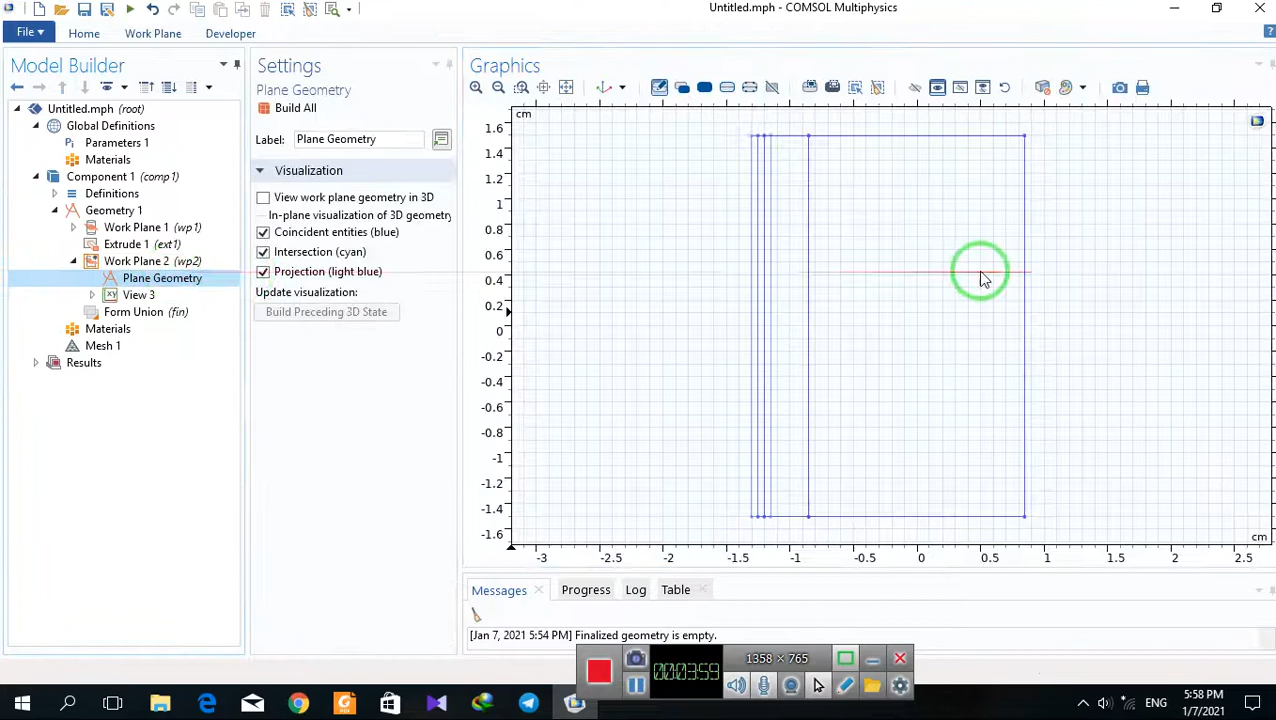 Untitled.mph - COMSOL Multiphysics
File
Home
Work Plane
Developer
Model Builder
Untitled.mph (root)
Global Definitions
Parameters 1
Materials
Component 1 (comp1)
Definitions
Geometry 1
Work Plane 1 (wp1)
Extrude 1 (ext1)
Work Plane 2 (wp2)
Plane Geometry
View 3
Form Union (fin)
Materials
Mesh 1
Results
Settings
Plane Geometry
Build All
Label: Plane Geometry
Visualization
View work plane geometry in 3D
In-plane visualization of 3D geometry
Coincident entities (blue)
Intersection (cyan)
Projection (light blue)
Update visualization:
Build Preceding 3D State
Graphics
cm
1.6
1.4
1.2
1
0.8
0.6
0.4
0.2
0
-0.2
-0.4
-0.6
-0.8
-1
-1.2
-1.4
-1.6
cm
-3 -2.5 -2 -1.5 -1 -0.5 0 0.5 1 1.5 2 2.5
Messages
Progress
Log
Table
[Jan 7, 2021 5:54 PM] Finalized geometry is empty.
000:3:59
1358 × 765
ENG
5:58 PM
1/7/2021